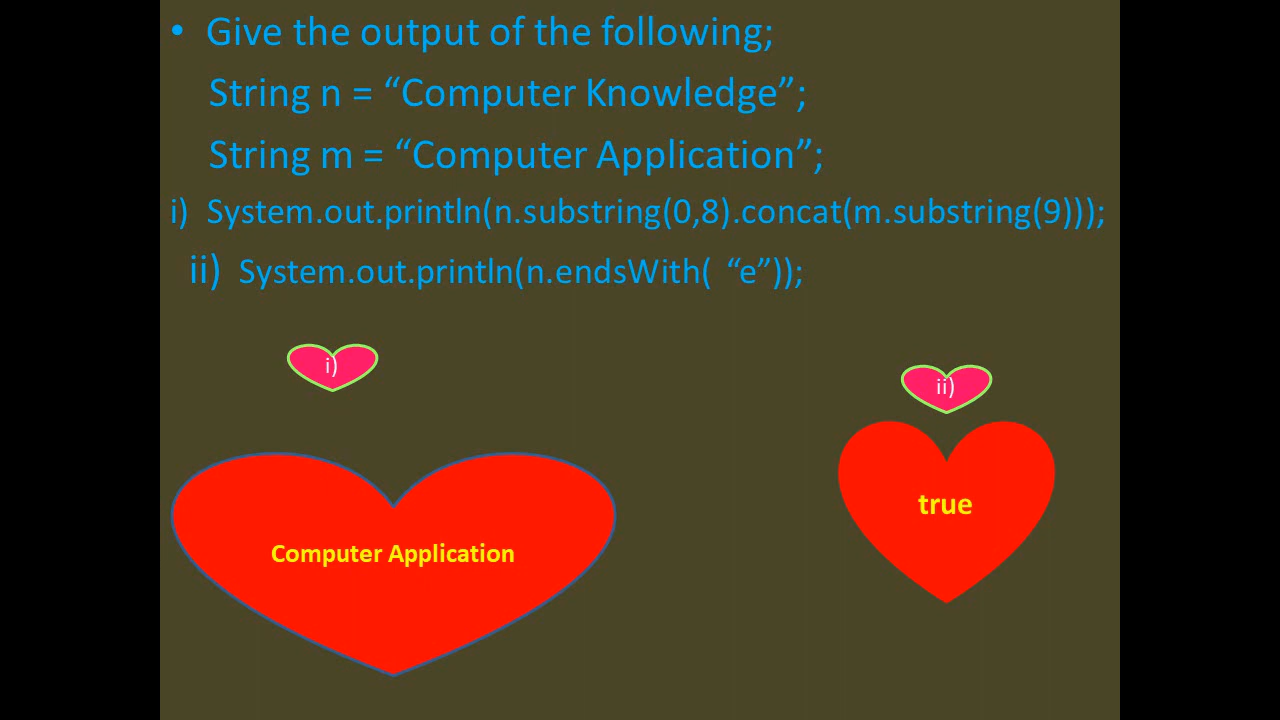 • Give the output of the following;
String n = “Computer Knowledge”;
String m = “Computer Application”;
i) System.out.println(n.substring(0,8).concat(m.substring(9)));
ii) System.out.println(n.endsWith( “e”));
i)
ii)
Computer Application
true